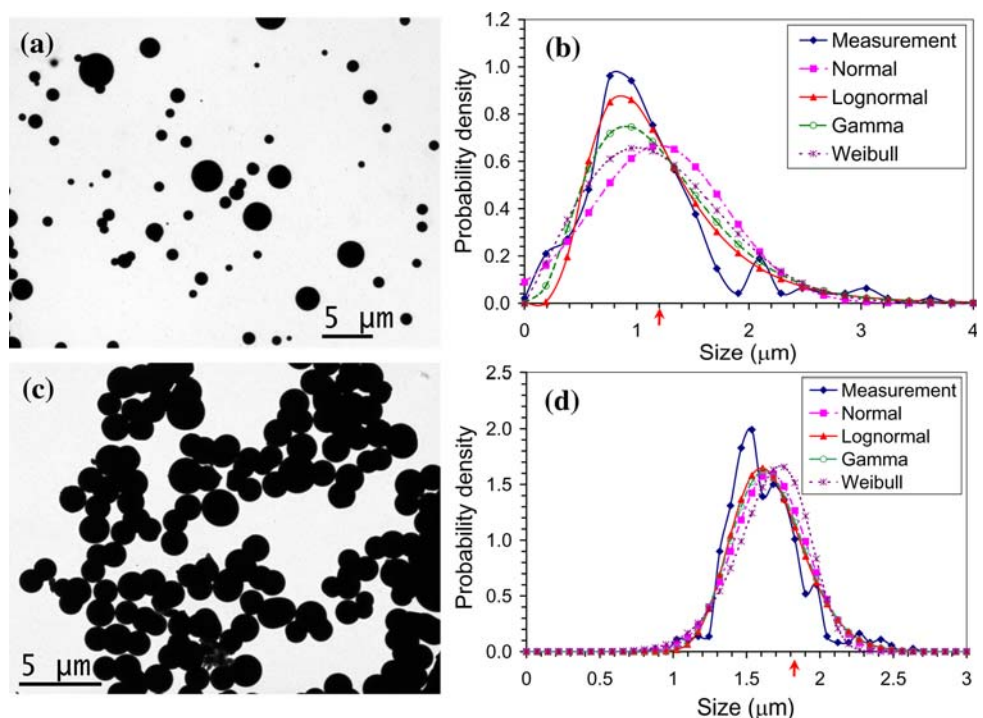 (a)
5 μm
(b)
Measurement
Normal
Lognormal
Gamma
Weibull
Probability density
1.2
1.0
0.8
0.6
0.4
0.2
0.0
0 1 2 3 4
Size (μm)
(c)
5 μm
(d)
Measurement
Normal
Lognormal
Gamma
Weibull
Probability density
2.5
2.0
1.5
1.0
0.5
0.0
0 0.5 1 1.5 2 2.5 3
Size (μm)